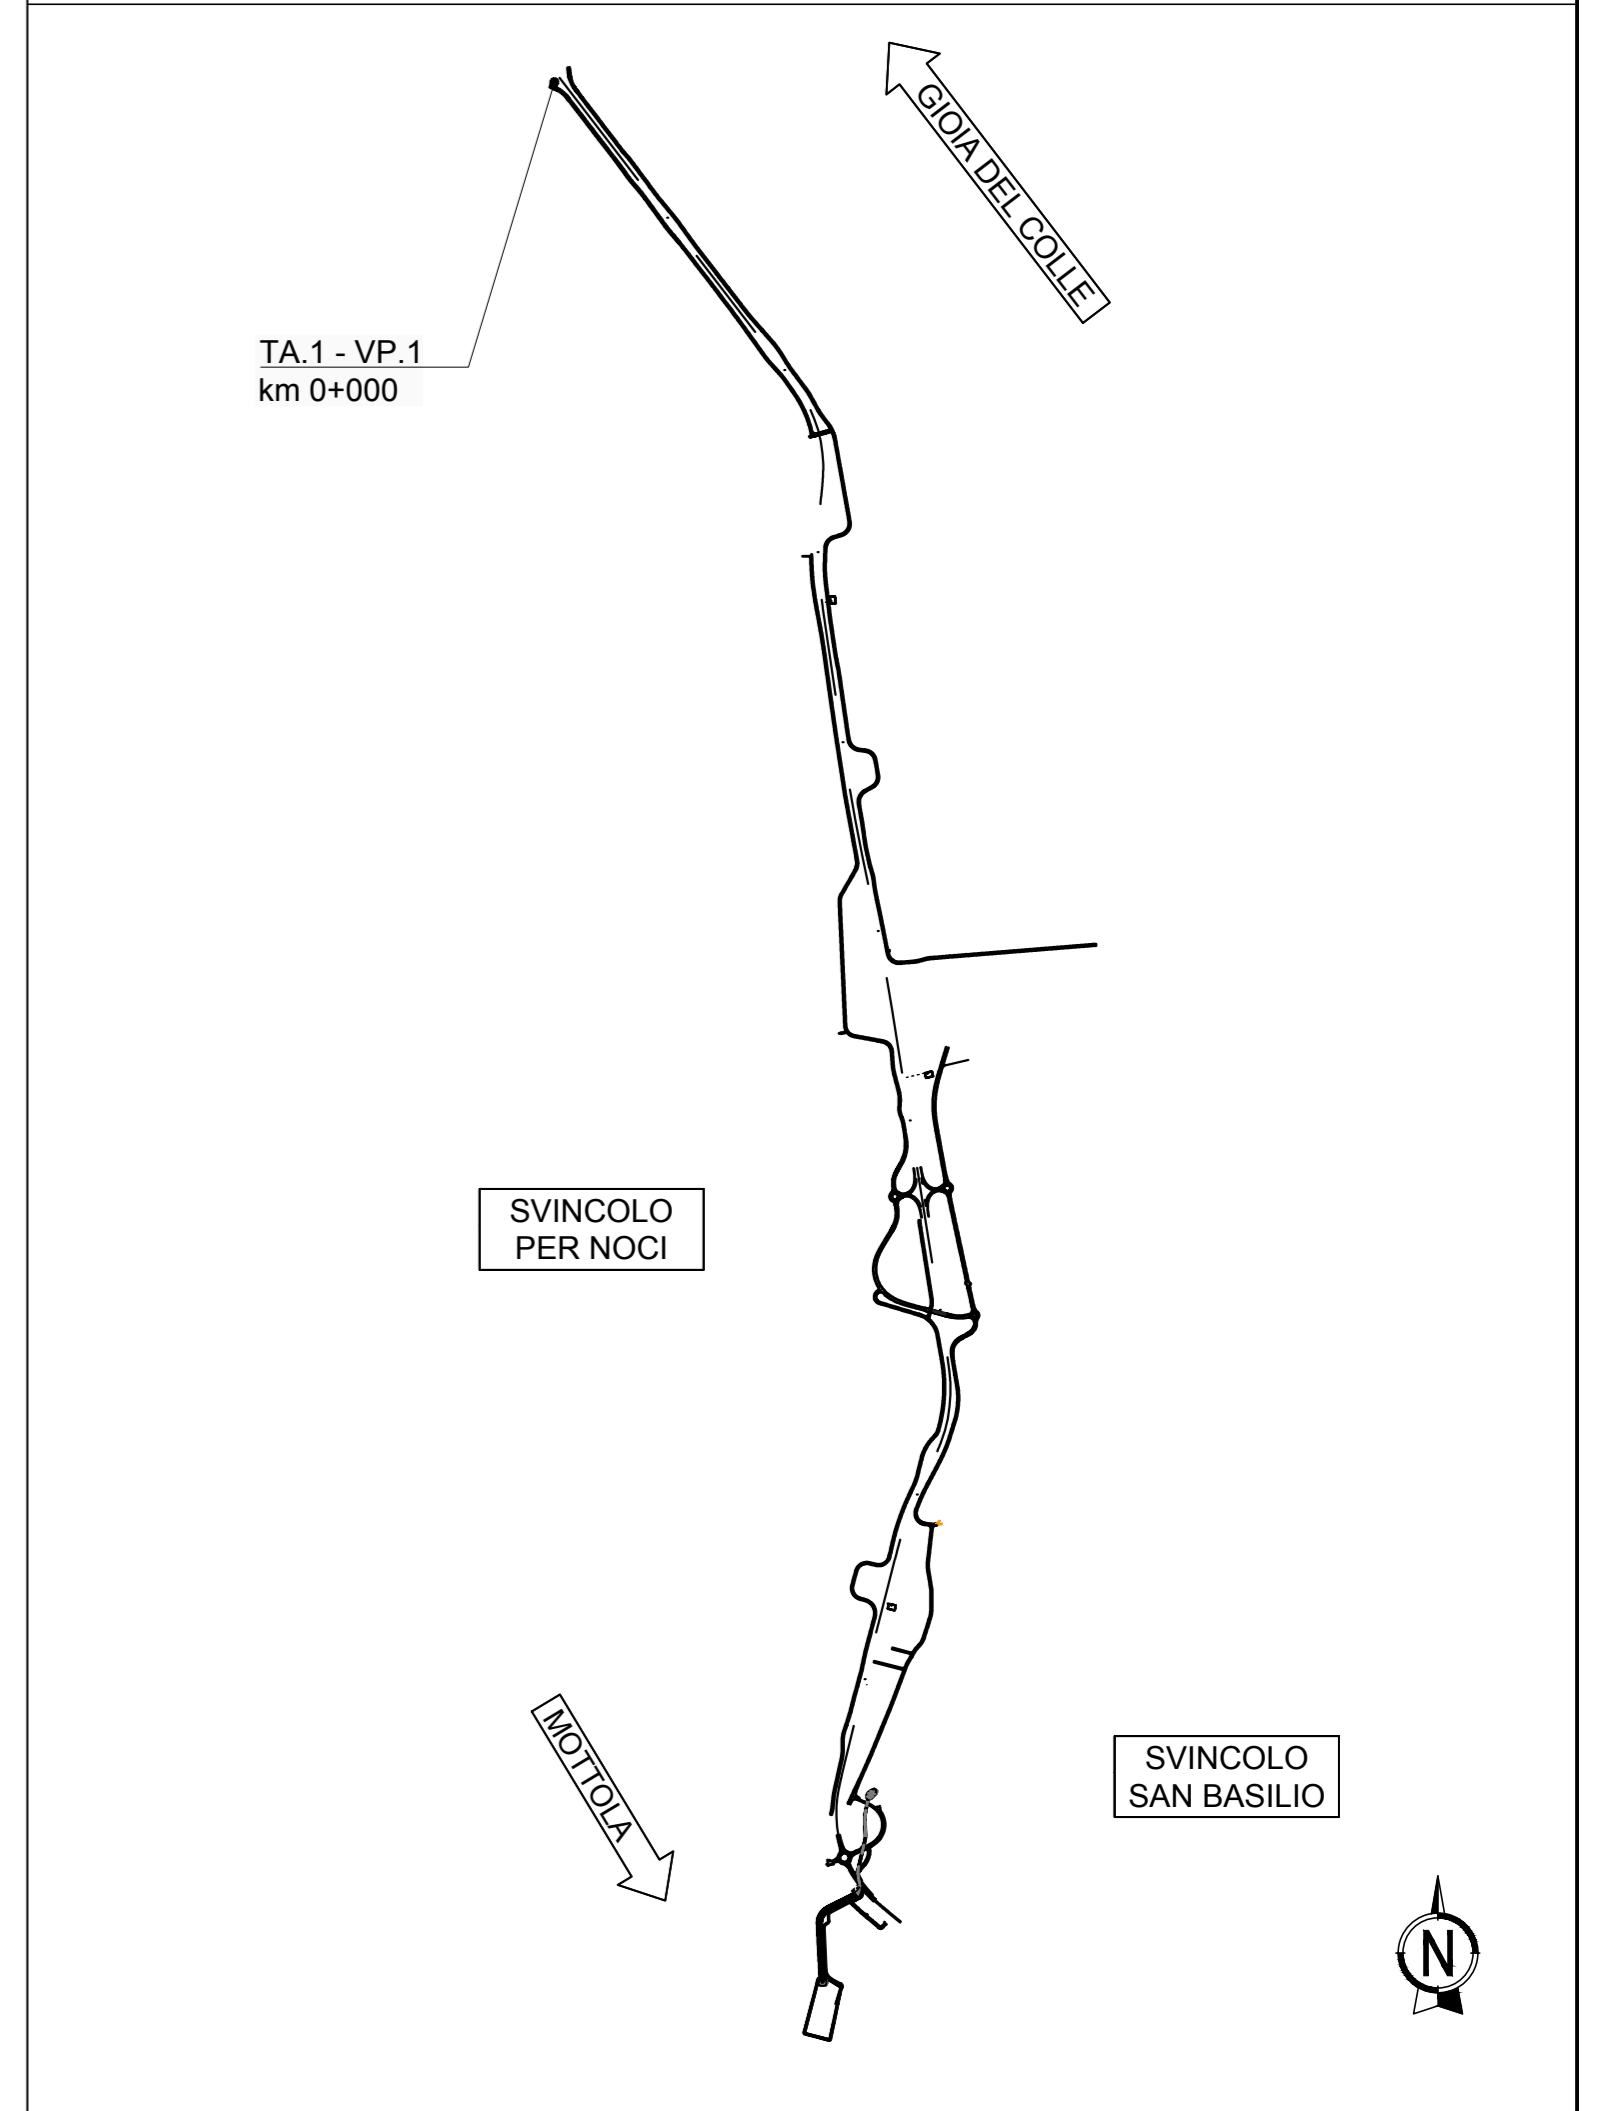 GIOIA DEL COLLE
TA.1 - VP.1
km 0+000
SVINCOLO
PER NOCI
MOTTOLA
SVINCOLO
SAN BASILIO
N